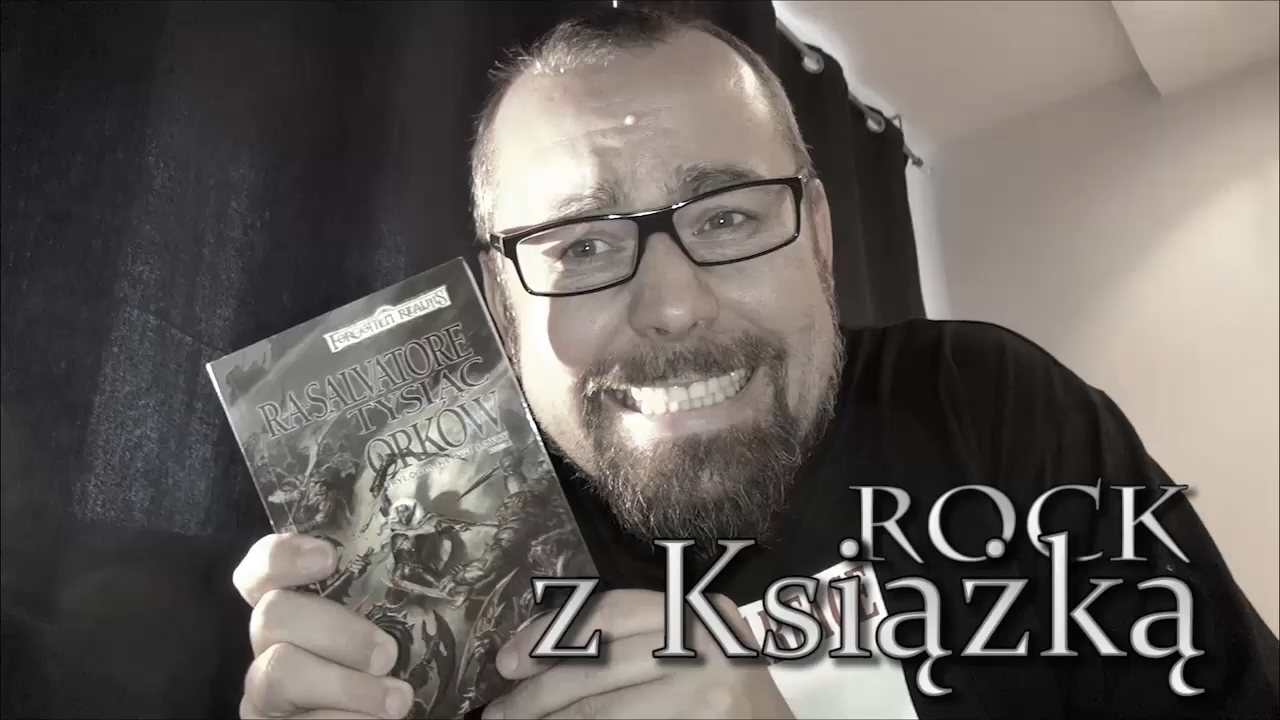 FORGOTTEN REALMS
R.A. SALVATORE
TYSIĄC
ORKÓW
ROCK
z Książką